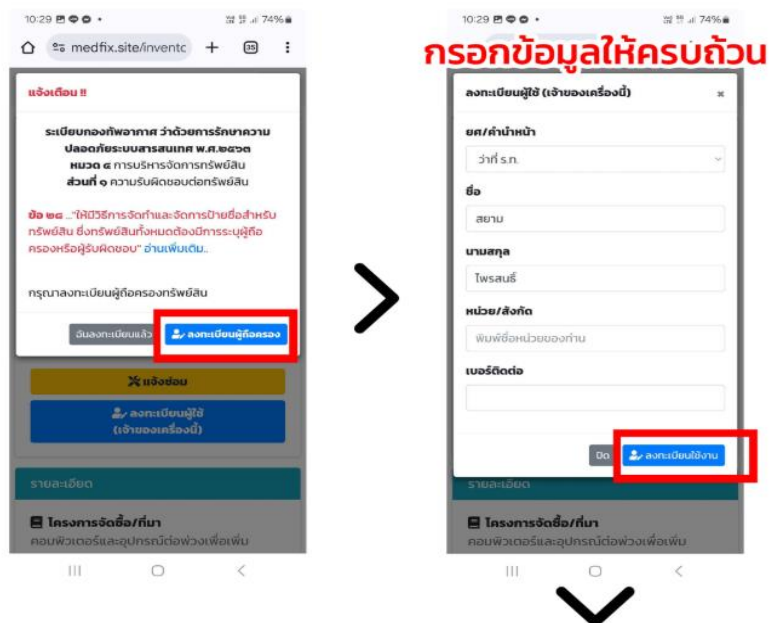 10:29 74%
medfix.site/inventc 35
แจ้งเตือน !!
ระเบียบกองทัพอากาศ ว่าด้วยการรักษาความ
ปลอดภัยระบบสารสนเทศ พ.ศ.๒๕๖๓
หมวด ๔ การบริหารจัดการทรัพย์สิน
ส่วนที่ ๑ ความรับผิดชอบต่อทรัพย์สิน
ข้อ ๒๘ ..."ให้มีวิธีการจัดทำและจัดการป้ายชื่อสำหรับ
ทรัพย์สิน ซึ่งทรัพย์สินทั้งหมดต้องมีการระบุผู้ถือ
ครองหรือผู้รับผิดชอบ" อ่านเพิ่มเติม..
กรุณาลงทะเบียนผู้ถือครองทรัพย์สิน
ฉันลงทะเบียนแล้ว ลงทะเบียนผู้ถือครอง
แจ้งซ่อม
ลงทะเบียนผู้ใช้
(เจ้าของเครื่องนี้)
รายละเอียด
โครงการจัดซื้อ/ที่มา
คอมพิวเตอร์และอุปกรณ์ต่อพ่วงเพื่อเพิ่ม
10:29 74%
กรอกข้อมูลให้ครบถ้วน
ลงทะเบียนผู้ใช้ (เจ้าของเครื่องนี้) ×
ยศ/คำนำหน้า
ว่าที่ ร.ท.
ชื่อ
สยาม
นามสกุล
ไพรสนธิ์
หน่วย/สังกัด
พิมพ์ชื่อหน่วยของท่าน
เบอร์ติดต่อ
ปิด ลงทะเบียนใช้งาน
รายละเอียด
โครงการจัดซื้อ/ที่มา
คอมพิวเตอร์และอุปกรณ์ต่อพ่วงเพื่อเพิ่ม